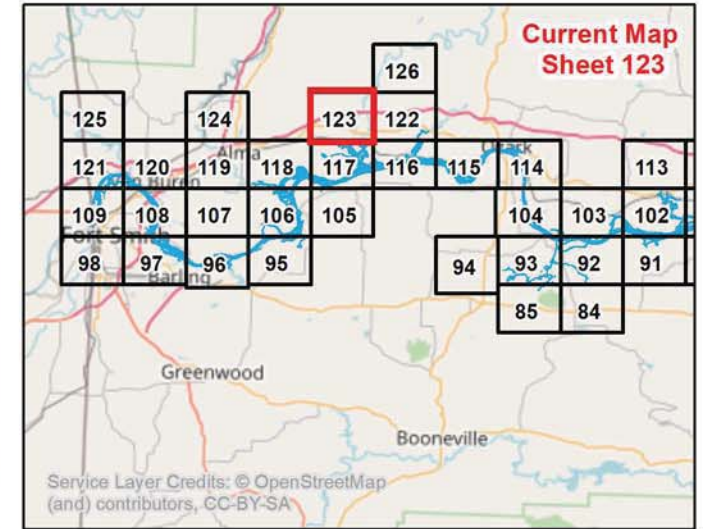 Current Map
Sheet 123
126
125 124 123 122
Alma
121 120 119 118 117 116 115 114 113
Van Buren
109 108 107 106 105 104 103 102
Fort Smith
98 97 96 95 94 93 92 91
Barling
85 84
Greenwood
Booneville
Service Layer Credits: © OpenStreetMap
(and) contributors, CC-BY-SA